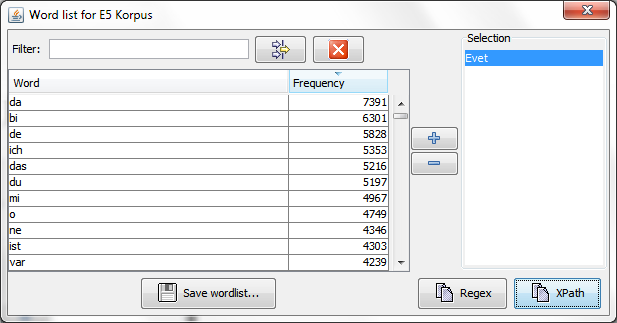 Word list for E5 Korpus
Filter:
Selection
Evet
Word Frequency
da 7391
bi 6301
de 5828
ich 5353
das 5216
du 5197
mi 4967
o 4749
ne 4346
ist 4303
var 4239
Save wordlist...
Regex
XPath